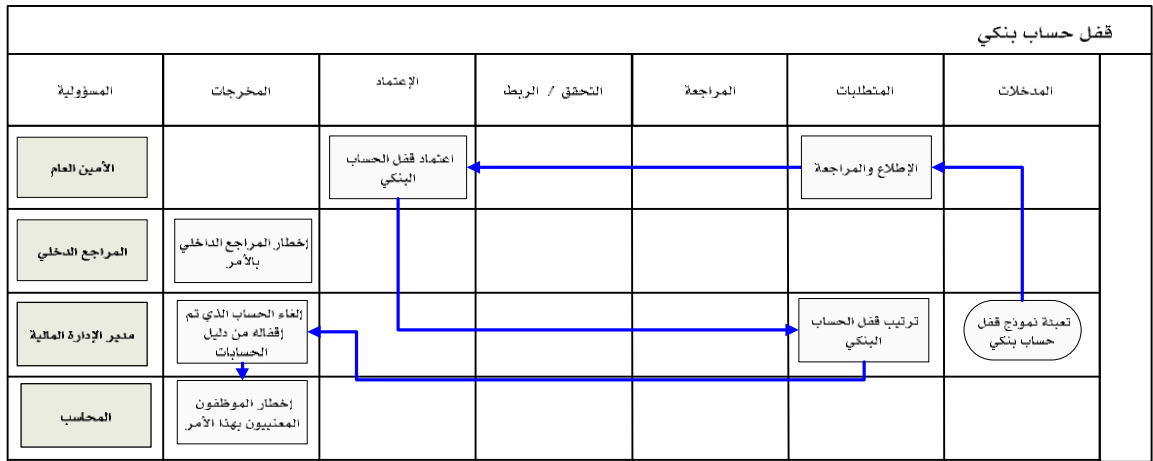 قفل حساب بنكي
المدخلات
المتطلبات
المراجعة
التحقق / الربط
الإعتماد
المخرجات
المسؤولية
الإطلاع والمراجعة
اعتماد قفل الحساب
البنكي
الأمين العام
إخطار المراجع الداخلي
بالأمر
المراجع الدخلي
تعبئة نموذج قفل
حساب بنكي
ترتيب قفل الحساب
البنكي
إلغاء الحساب الذي تم
إقفاله من دليل
الحسابات
مدير الإدارة المالية
إخطار الموظفون
المعنييون بهذا الأمر
المحاسب